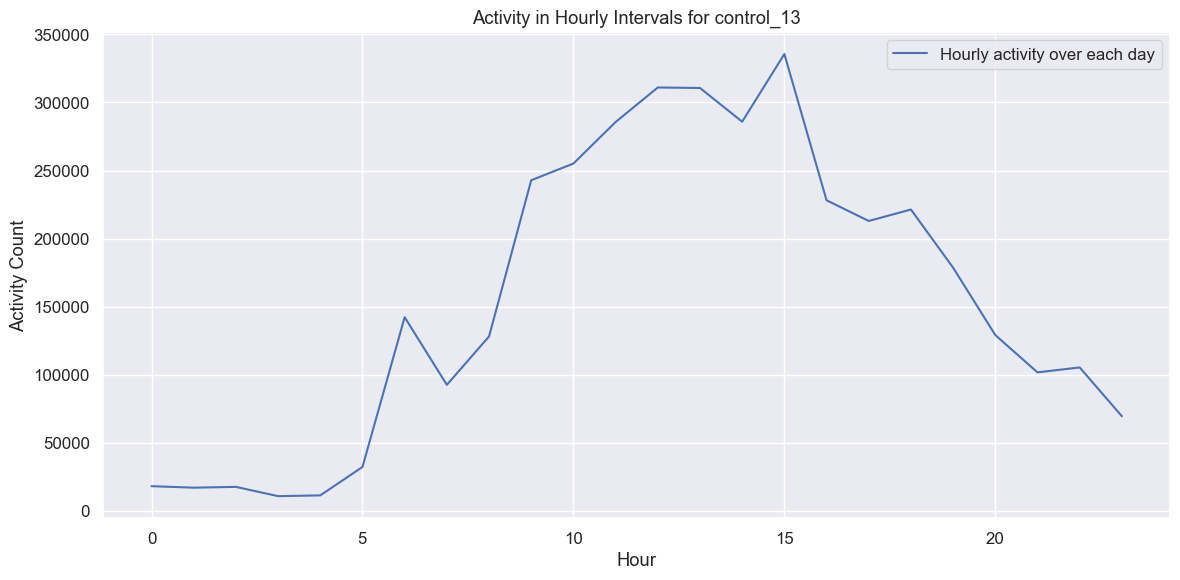 Activity in Hourly Intervals for control_13
Hourly activity over each day
Activity Count
350000
300000
250000
200000
150000
100000
50000
0
0 5 10 15 20
Hour